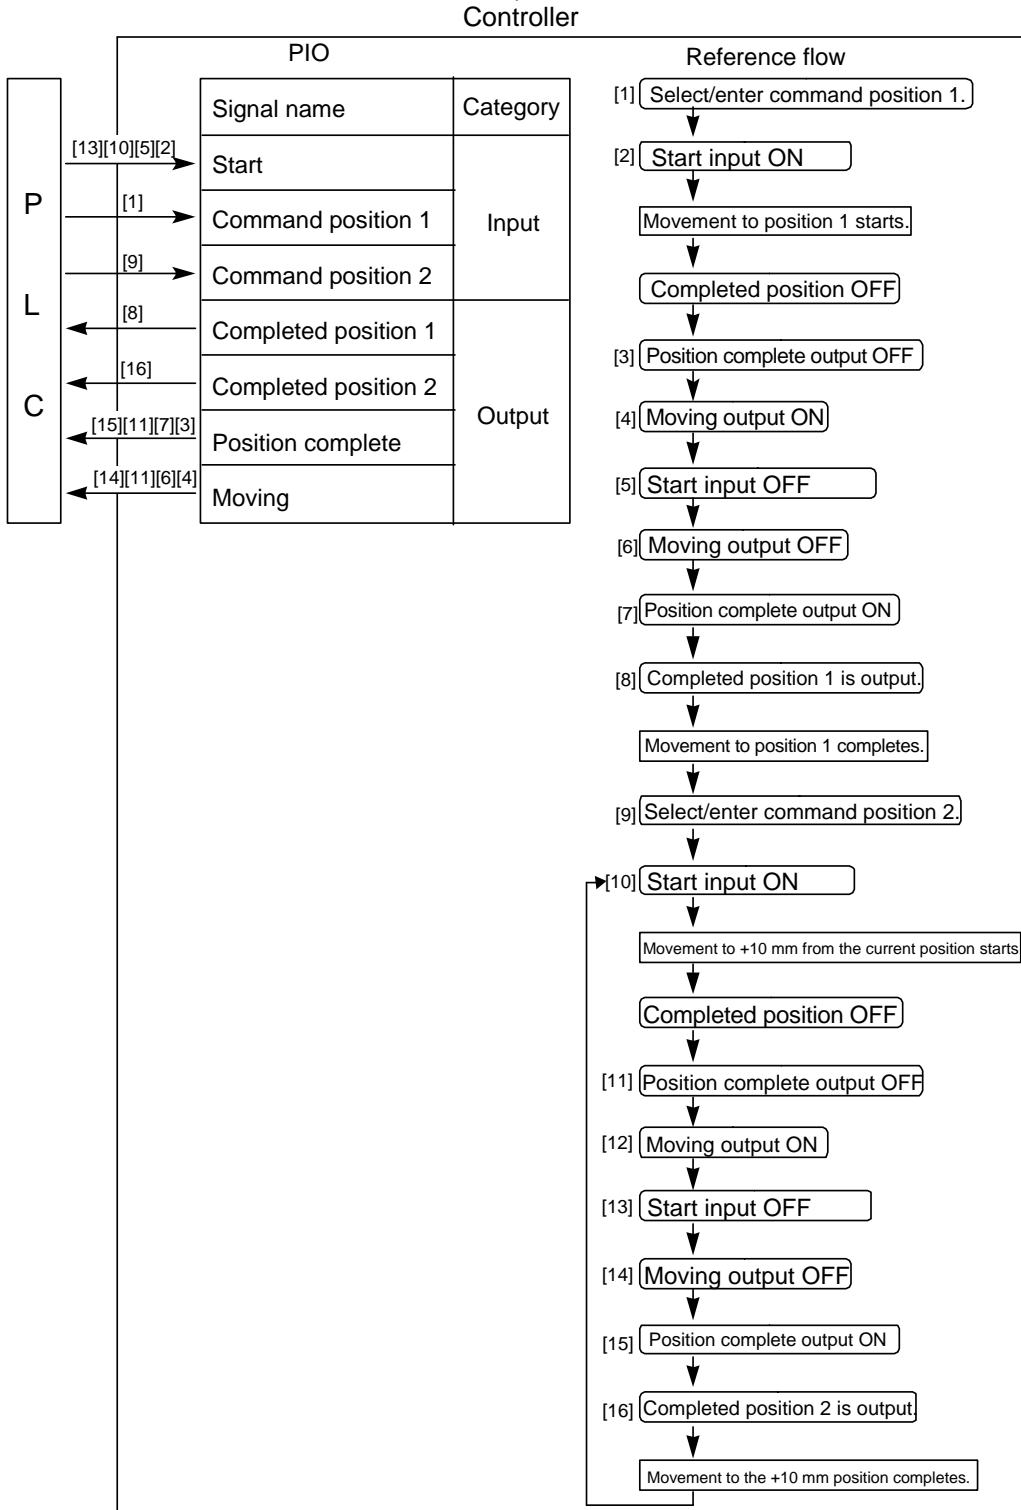 Controller
PIO
Signal name
Category
[13][10][5][2]
Start
[1]
Command position 1
Input
[9]
Command position 2
[8]
Completed position 1
[16]
Completed position 2
Output
[15][11][7][3]
Position complete
[14][11][6][4]
Moving
P
L
C
Reference flow
[1] Select/enter command position 1.
[2] Start input ON
Movement to position 1 starts.
Completed position OFF
[3] Position complete output OFF
[4] Moving output ON
[5] Start input OFF
[6] Moving output OFF
[7] Position complete output ON
[8] Completed position 1 is output.
Movement to position 1 completes.
[9] Select/enter command position 2.
[10] Start input ON
Movement to +10 mm from the current position starts
Completed position OFF
[11] Position complete output OFF
[12] Moving output ON
[13] Start input OFF
[14] Moving output OFF
[15] Position complete output ON
[16] Completed position 2 is output.
Movement to the +10 mm position completes.